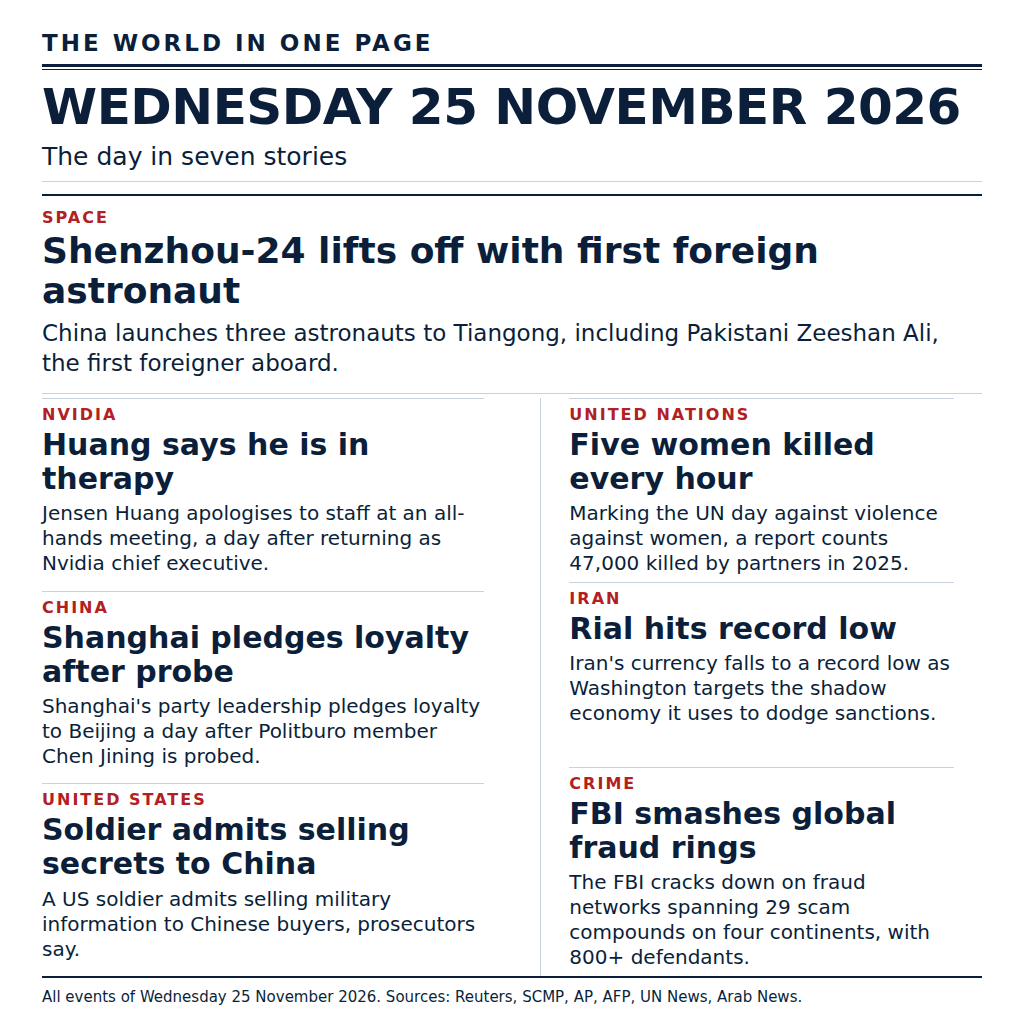 THE WORLD IN ONE PAGE
WEDNESDAY 25 NOVEMBER 2026
The day in seven stories
SPACE
Shenzhou-24 lifts off with first foreign
astronaut
China launches three astronauts to Tiangong, including Pakistani Zeeshan Ali,
the first foreigner aboard.
NVIDIA
Huang says he is in
therapy
Jensen Huang apologises to staff at an all-
hands meeting, a day after returning as
Nvidia chief executive.
CHINA
Shanghai pledges loyalty
after probe
Shanghai's party leadership pledges loyalty
to Beijing a day after Politburo member
Chen Jining is probed.
UNITED STATES
Soldier admits selling
secrets to China
A US soldier admits selling military
information to Chinese buyers, prosecutors
say.
UNITED NATIONS
Five women killed
every hour
Marking the UN day against violence
against women, a report counts
47,000 killed by partners in 2025.
IRAN
Rial hits record low
Iran's currency falls to a record low as
Washington targets the shadow
economy it uses to dodge sanctions.
CRIME
FBI smashes global
fraud rings
The FBI cracks down on fraud
networks spanning 29 scam
compounds on four continents, with
800+ defendants.
All events of Wednesday 25 November 2026. Sources: Reuters, SCMP, AP, AFP, UN News, Arab News.